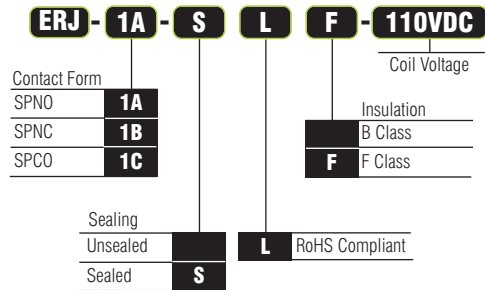 ERJ - 1A - S L F - 110VDC
Coil Voltage
Contact Form
SPNO 1A
SPNC 1B
SPCO 1C
Insulation
B Class
F F Class
Sealing
Unsealed
Sealed S
L RoHS Compliant